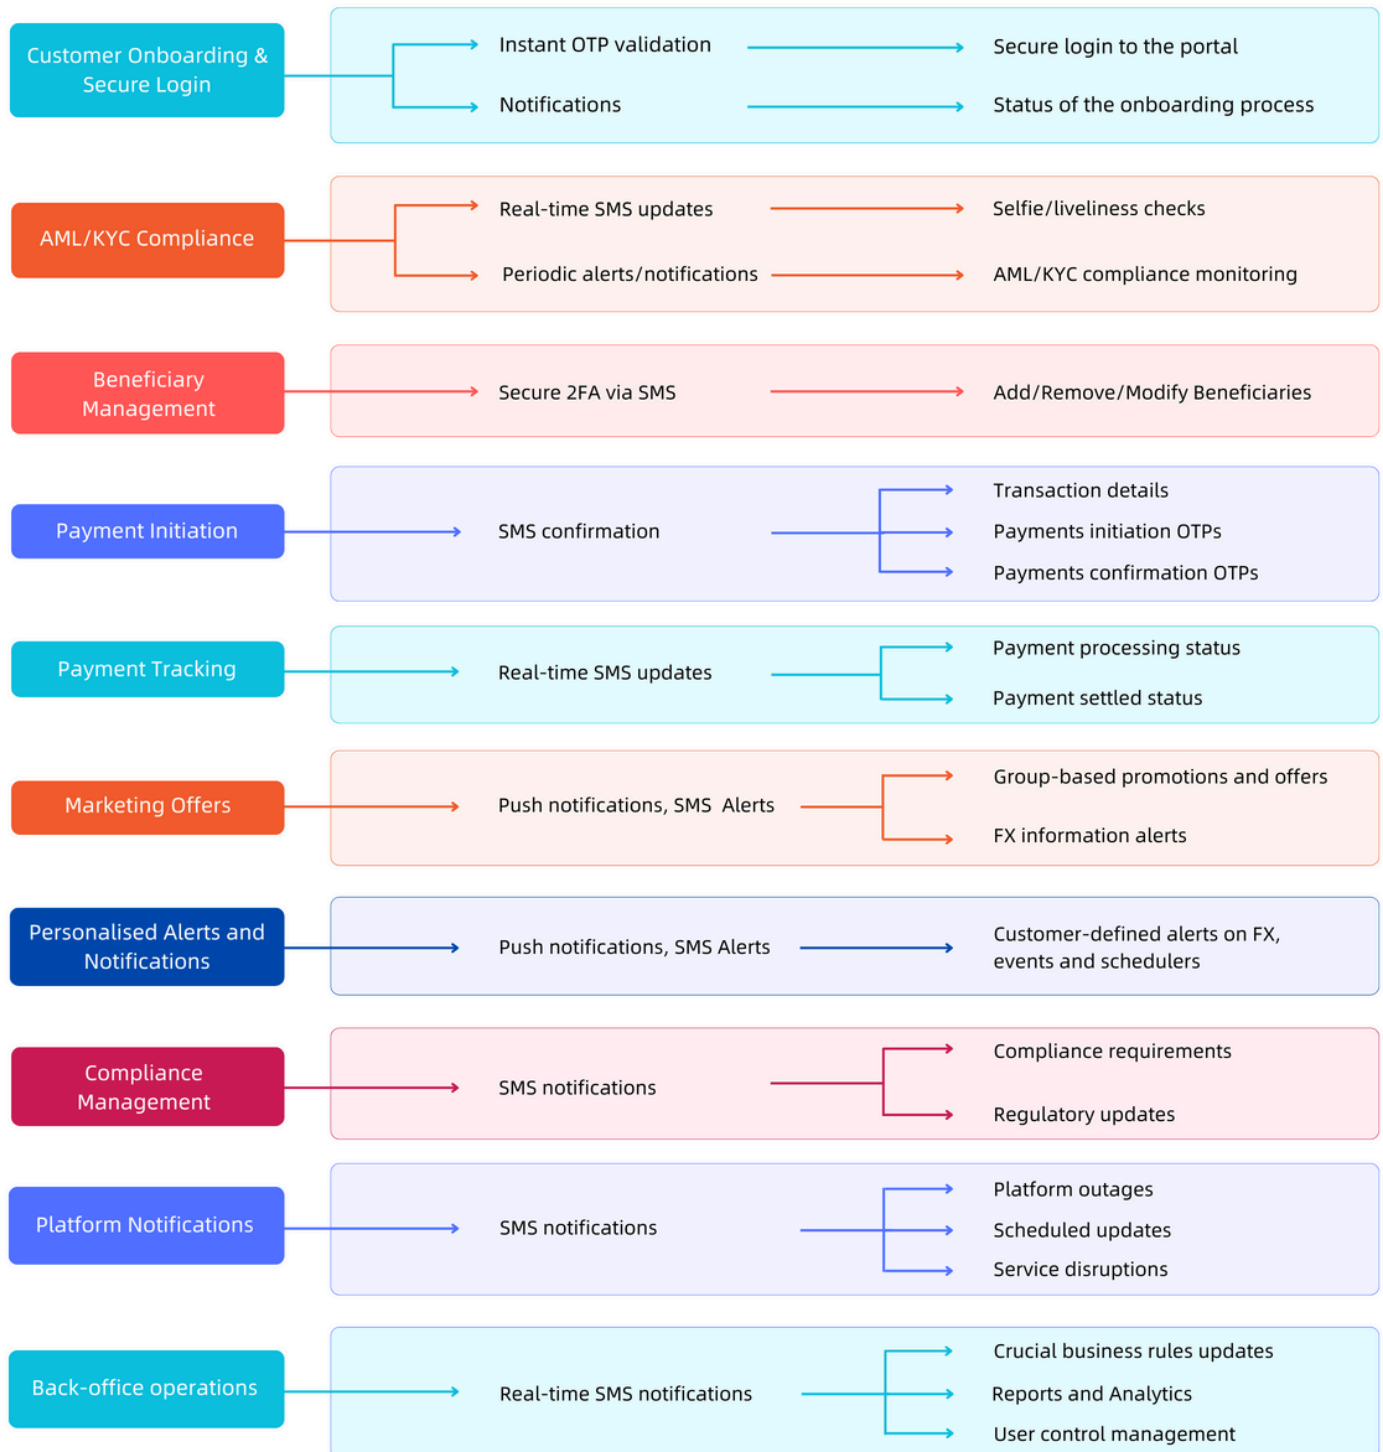 Customer Onboarding &
Secure Login
Instant OTP validation
Secure login to the portal
Notifications
Status of the onboarding process
AML/KYC Compliance
Real-time SMS updates
Selfie/liveliness checks
Periodic alerts/notifications
AML/KYC compliance monitoring
Beneficiary
Management
Secure 2FA via SMS
Add/Remove/Modify Beneficiaries
Payment Initiation
SMS confirmation
Transaction details
Payments initiation OTPs
Payments confirmation OTPs
Payment Tracking
Real-time SMS updates
Payment processing status
Payment settled status
Marketing Offers
Push notifications, SMS Alerts
Group-based promotions and offers
FX information alerts
Personalised Alerts and
Notifications
Push notifications, SMS Alerts
Customer-defined alerts on FX,
events and schedulers
Compliance
Management
SMS notifications
Compliance requirements
Regulatory updates
Platform Notifications
SMS notifications
Platform outages
Scheduled updates
Service disruptions
Back-office operations
Real-time SMS notifications
Crucial business rules updates
Reports and Analytics
User control management